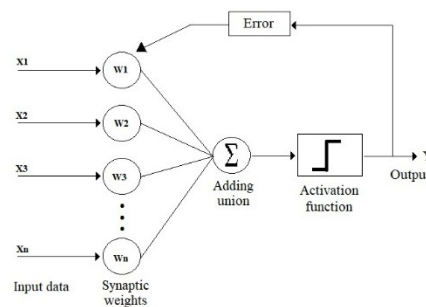 Error
X1
W1
X2
W2
X3
W3
Σ
Y
Output
Adding
union
Activation
function
Xn
Wn
Input data
Synaptic
weights